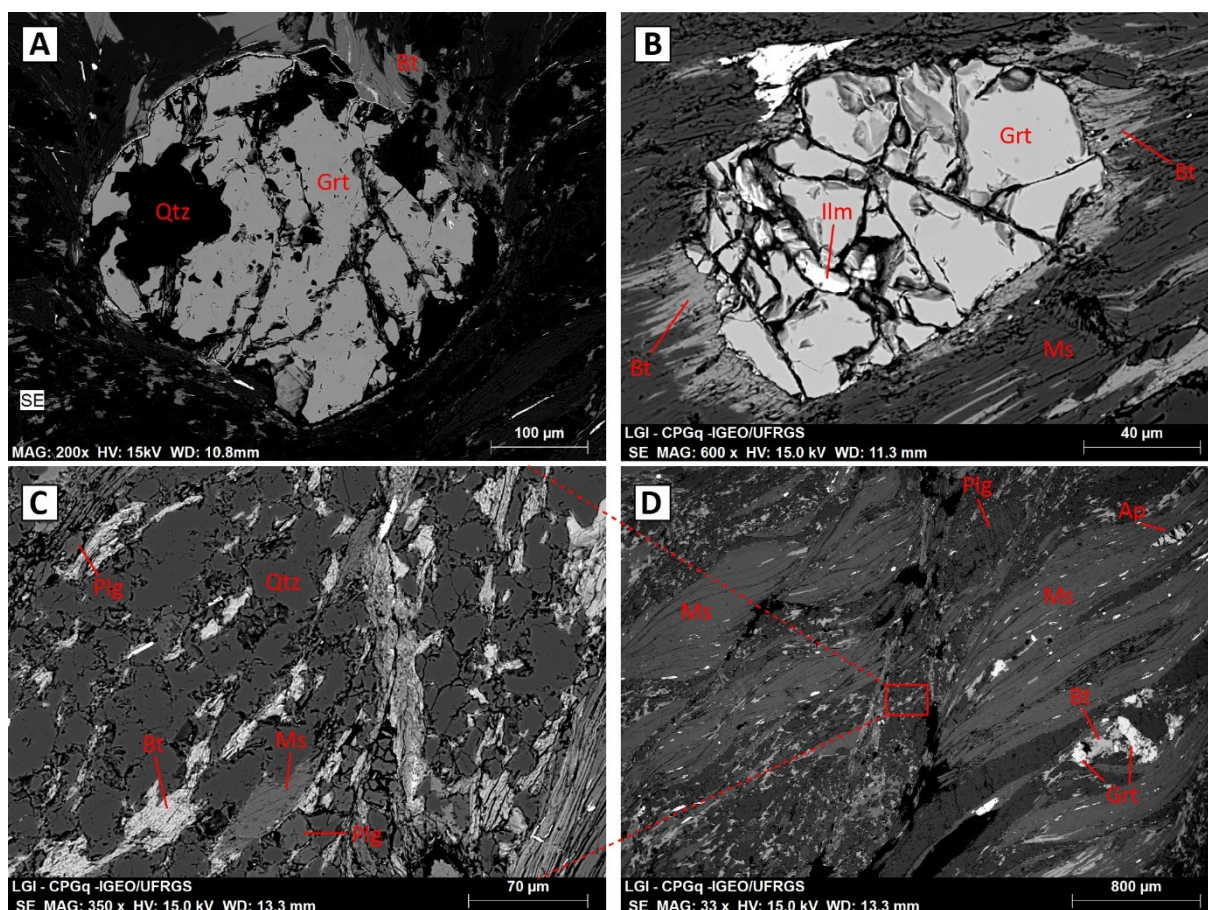 A
Bt
Grt
Qtz
SE
100 µm
MAG: 200x HV: 15kV WD: 10.8mm
B
Grt
Bt
Ilm
Bt
Ms
LGI - CPGq -IGEO/UFRGS
SE MAG: 600 x HV: 15.0 kV WD: 11.3 mm
40 µm
C
Plg
Qtz
Bt
Ms
Plg
LGI - CPGq -IGEO/UFRGS
SE MAG: 350 x HV: 15.0 kV WD: 13.3 mm
70 µm
D
Plg
Ap
Ms
Ms
Bt
Grt
LGI - CPGq -IGEO/UFRGS
SE MAG: 33 x HV: 15.0 kV WD: 13.3 mm
800 µm